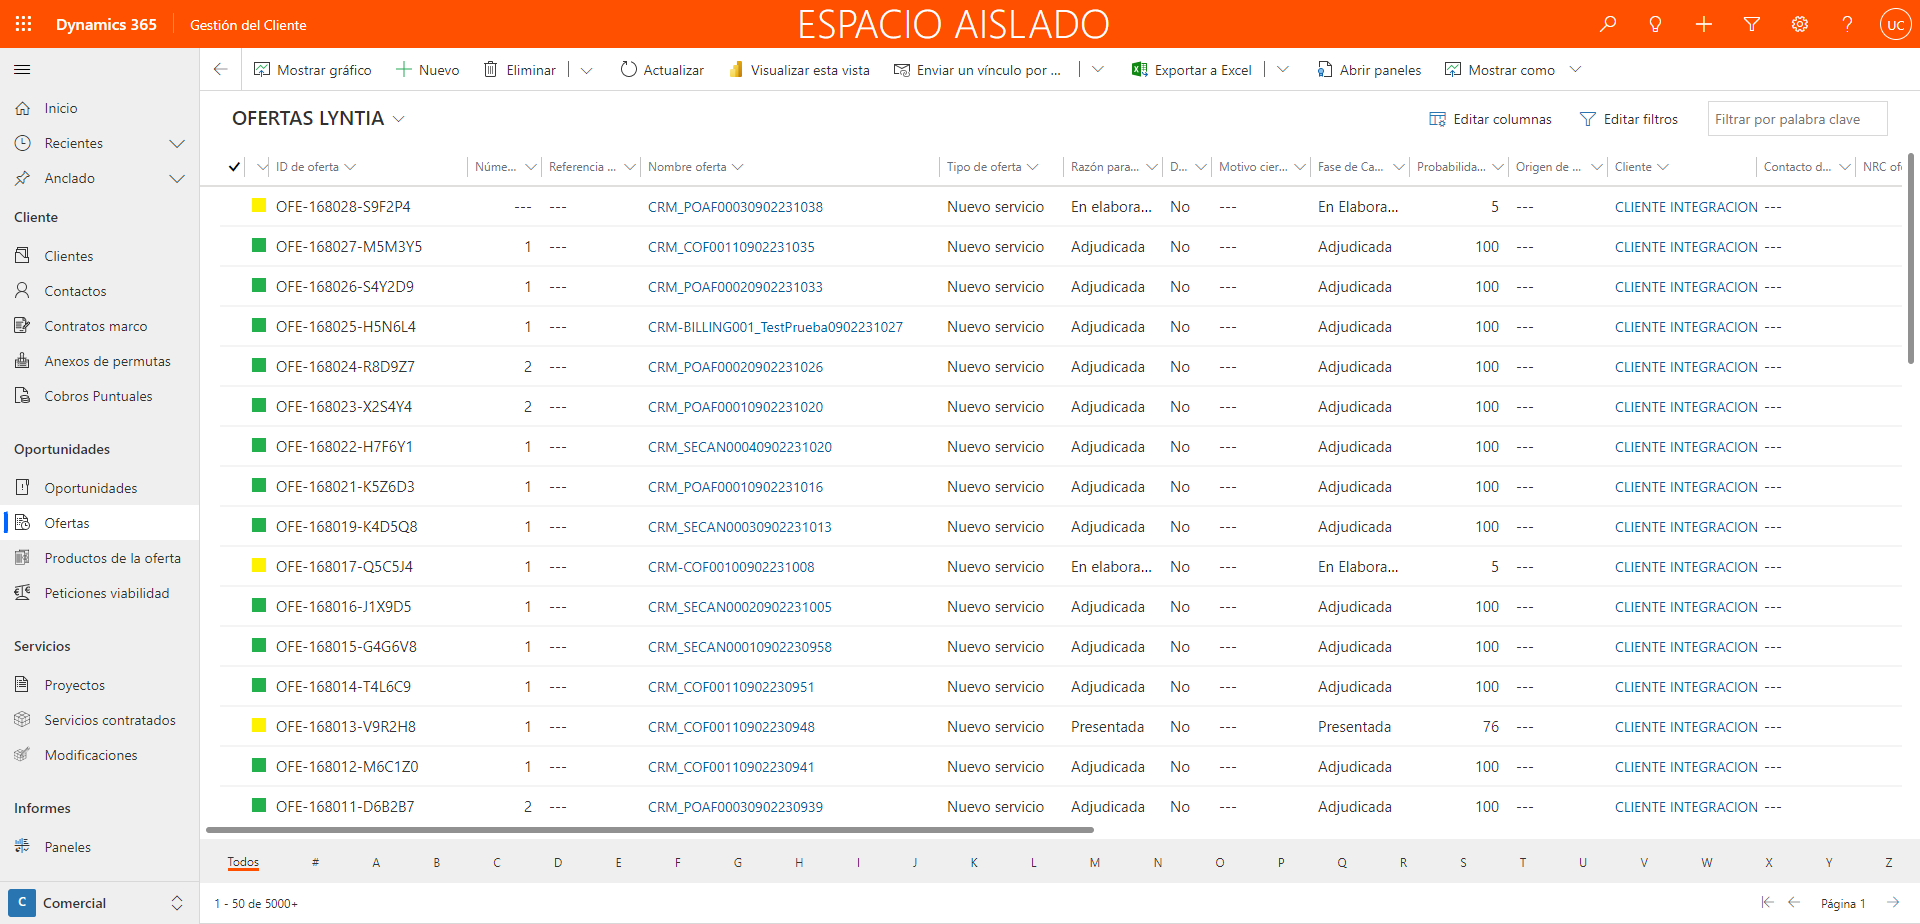 Dynamics 365 Gestión del Cliente ESPACIO AISLADO ? UC
Mostrar gráfico Nuevo Eliminar Actualizar Visualizar esta vista Enviar un vínculo por ... Exportar a Excel Abrir paneles Mostrar como
Inicio
Recientes
Anclado
Cliente
Clientes
Contactos
Contratos marco
Anexos de permutas
Cobros Puntuales
Oportunidades
Oportunidades
Ofertas
Productos de la oferta
Peticiones viabilidad
Servicios
Proyectos
Servicios contratados
Modificaciones
Informes
Paneles
C Comercial
OFERTAS LYNTIA Editar columnas Editar filtros Filtrar por palabra clave
ID de oferta Núme... Referencia ... Nombre oferta Tipo de oferta Razón para... D... Motivo cier... Fase de Ca... Probabilida... Origen de ... Cliente Contacto d... NRC of
OFE-168028-S9F2P4 --- --- CRM_POAF00030902231038 Nuevo servicio En elabora... No --- En Elabora... 5 --- CLIENTE INTEGRACION ---
OFE-168027-M5M3Y5 1 --- CRM_COF00110902231035 Nuevo servicio Adjudicada No --- Adjudicada 100 --- CLIENTE INTEGRACION ---
OFE-168026-S4Y2D9 1 --- CRM_POAF00020902231033 Nuevo servicio Adjudicada No --- Adjudicada 100 --- CLIENTE INTEGRACION ---
OFE-168025-H5N6L4 1 --- CRM-BILLING001_TestPrueba0902231027 Nuevo servicio Adjudicada No --- Adjudicada 100 --- CLIENTE INTEGRACION ---
OFE-168024-R8D9Z7 2 --- CRM_POAF00020902231026 Nuevo servicio Adjudicada No --- Adjudicada 100 --- CLIENTE INTEGRACION ---
OFE-168023-X2S4Y4 2 --- CRM_POAF00010902231020 Nuevo servicio Adjudicada No --- Adjudicada 100 --- CLIENTE INTEGRACION ---
OFE-168022-H7F6Y1 1 --- CRM_SECAN00040902231020 Nuevo servicio Adjudicada No --- Adjudicada 100 --- CLIENTE INTEGRACION ---
OFE-168021-K5Z6D3 1 --- CRM_POAF00010902231016 Nuevo servicio Adjudicada No --- Adjudicada 100 --- CLIENTE INTEGRACION ---
OFE-168019-K4D5Q8 1 --- CRM_SECAN00030902231013 Nuevo servicio Adjudicada No --- Adjudicada 100 --- CLIENTE INTEGRACION ---
OFE-168017-Q5C5J4 1 --- CRM-COF00100902231008 Nuevo servicio En elabora... No --- En Elabora... 5 --- CLIENTE INTEGRACION ---
OFE-168016-J1X9D5 1 --- CRM_SECAN00020902231005 Nuevo servicio Adjudicada No --- Adjudicada 100 --- CLIENTE INTEGRACION ---
OFE-168015-G4G6V8 1 --- CRM_SECAN00010902230958 Nuevo servicio Adjudicada No --- Adjudicada 100 --- CLIENTE INTEGRACION ---
OFE-168014-T4L6C9 1 --- CRM_COF00110902230951 Nuevo servicio Adjudicada No --- Adjudicada 100 --- CLIENTE INTEGRACION ---
OFE-168013-V9R2H8 1 --- CRM_COF00110902230948 Nuevo servicio Presentada No --- Presentada 76 --- CLIENTE INTEGRACION ---
OFE-168012-M6C1Z0 1 --- CRM_COF00110902230941 Nuevo servicio Adjudicada No --- Adjudicada 100 --- CLIENTE INTEGRACION ---
OFE-168011-D6B2B7 2 --- CRM_POAF00030902230939 Nuevo servicio Adjudicada No --- Adjudicada 100 --- CLIENTE INTEGRACION ---
Todos # A B C D E F G H I J K L M N O P Q R S T U V W X Y Z
1 - 50 de 5000+ Página 1